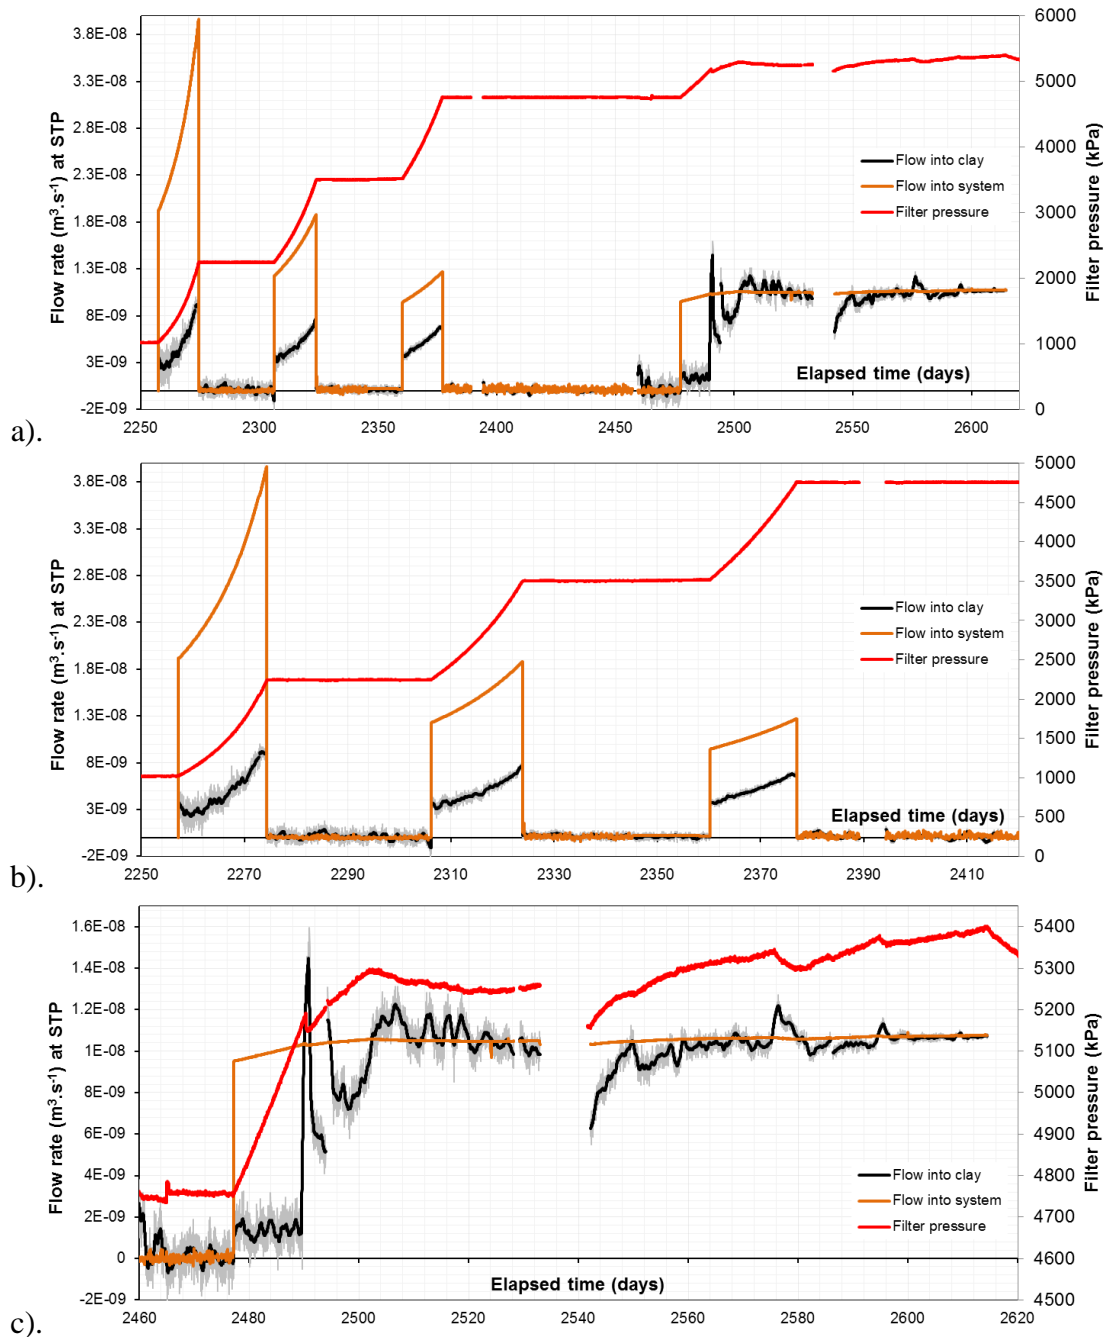 3.8E-08
3.3E-08
2.8E-08
2.3E-08
1.8E-08
1.3E-08
8E-09
3E-09
-2E-09
Flow rate (m³.s⁻¹) at STP
6000
5000
4000
3000
2000
1000
0
Filter pressure (kPa)
Flow into clay
Flow into system
Filter pressure
Elapsed time (days)
2250 2300 2350 2400 2450 2500 2550 2600
a).
3.8E-08
3.3E-08
2.8E-08
2.3E-08
1.8E-08
1.3E-08
8E-09
3E-09
-2E-09
Flow rate (m³.s⁻¹) at STP
5000
4500
4000
3500
3000
2500
2000
1500
1000
500
0
Filter pressure (kPa)
Flow into clay
Flow into system
Filter pressure
Elapsed time (days)
2250 2270 2290 2310 2330 2350 2370 2390 2410
b).
1.6E-08
1.4E-08
1.2E-08
1E-08
8E-09
6E-09
4E-09
2E-09
0
-2E-09
Flow rate (m³.s⁻¹) at STP
5400
5300
5200
5100
5000
4900
4800
4700
4600
4500
Filter pressure (kPa)
Flow into clay
Flow into system
Filter pressure
Elapsed time (days)
2460 2480 2500 2520 2540 2560 2580 2600 2620
c).